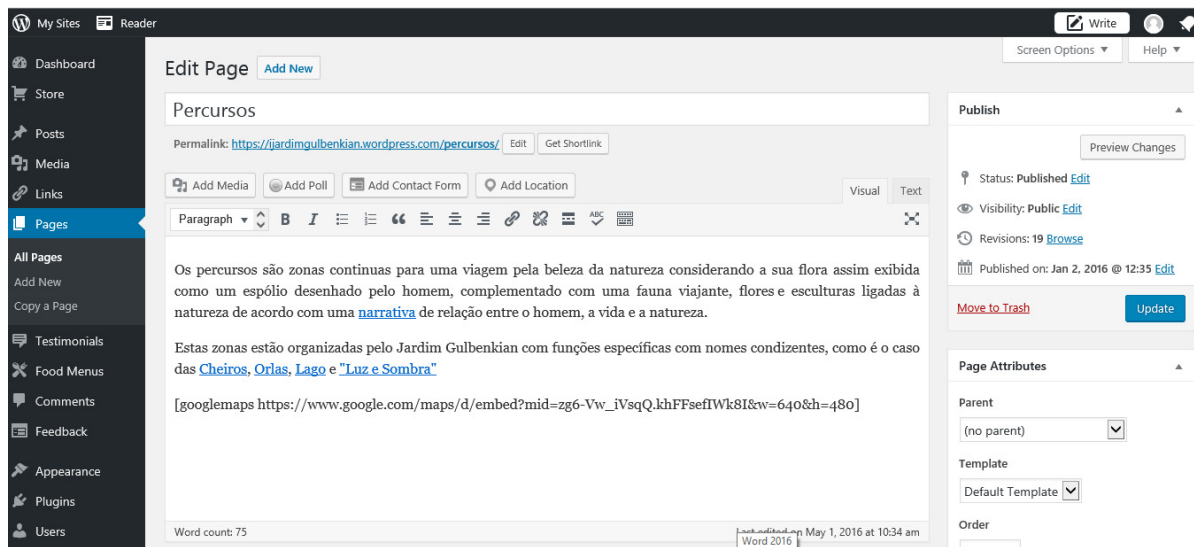 My Sites Reader Write
Screen Options Help
Dashboard
Store
Posts
Media
Links
Pages
All Pages
Add New
Copy a Page
Testimonials
Food Menus
Comments
Feedback
Appearance
Plugins
Users
Edit Page Add New
Percursos
Permalink: https://jjardimgulbenkian.wordpress.com/percursos/ Edit Get Shortlink
Add Media Add Poll Add Contact Form Add Location Visual Text
Paragraph B I ABC
Os percursos são zonas continuas para uma viagem pela beleza da natureza considerando a sua flora assim exibida
como um espólio desenhado pelo homem, complementado com uma fauna viajante, flores e esculturas ligadas à
natureza de acordo com uma narrativa de relação entre o homem, a vida e a natureza.
Estas zonas estão organizadas pelo Jardim Gulbenkian com funções específicas com nomes condizentes, como é o caso
das Cheiros, Orlas, Lago e "Luz e Sombra"
[googlemaps https://www.google.com/maps/d/embed?mid=zg6-Vw_iVsqQ.khFFsefIWk8I&w=640&h=480]
Word count: 75 Last edited on May 1, 2016 at 10:34 am
Word 2016
Publish
Preview Changes
Status: Published Edit
Visibility: Public Edit
Revisions: 19 Browse
Published on: Jan 2, 2016 @ 12:35 Edit
Move to Trash Update
Page Attributes
Parent
(no parent)
Template
Default Template
Order